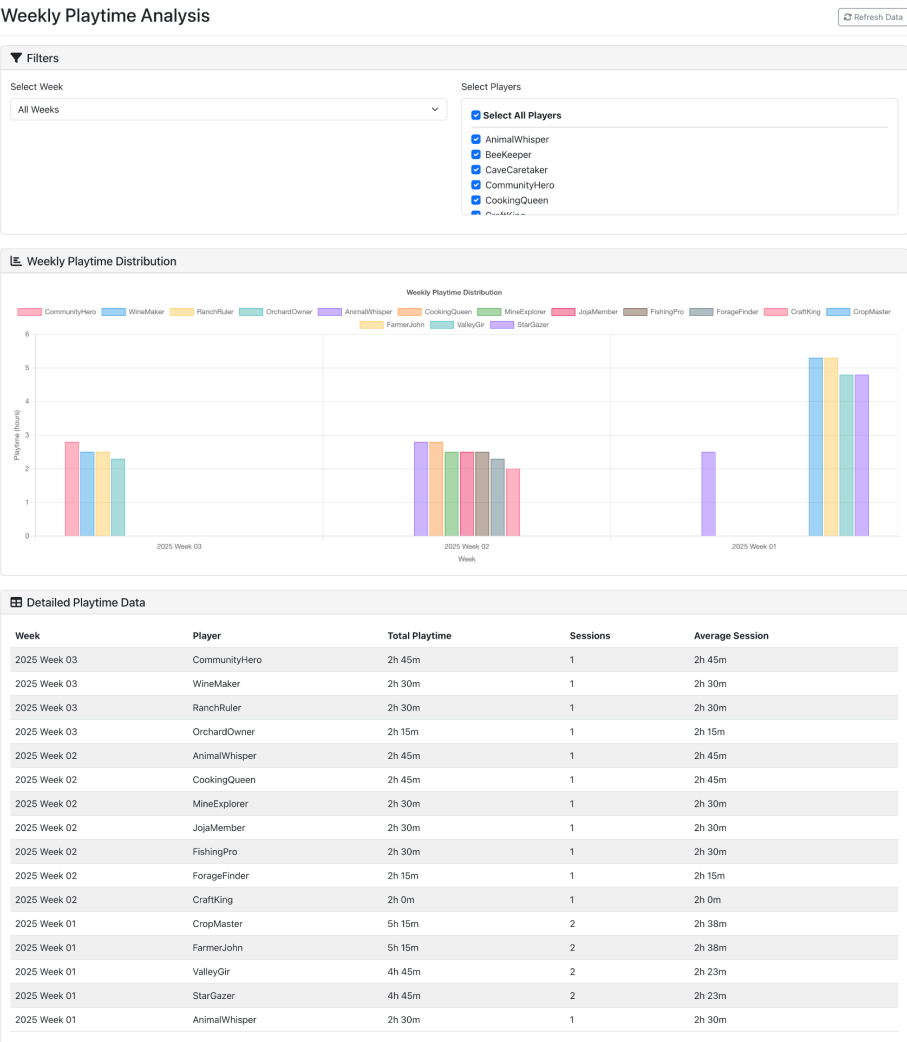 Weekly Playtime Analysis
Refresh Data
Filters
Select Week
All Weeks
Select Players
Select All Players
AnimalWhisper
BeeKeeper
CaveCaretaker
CommunityHero
CookingQueen
CraftKing
Weekly Playtime Distribution
Weekly Playtime Distribution
CommunityHero WineMaker RanchRuler OrchardOwner AnimalWhisper CookingQueen MineExplorer JojaMember FishingPro ForageFinder CraftKing CropMaster
FarmerJohn ValleyGir StarGazer
6
5
4
3
2
1
0
Playtime (hours)
2025 Week 03 2025 Week 02 2025 Week 01
Week
Detailed Playtime Data
Week Player Total Playtime Sessions Average Session
2025 Week 03 CommunityHero 2h 45m 1 2h 45m
2025 Week 03 WineMaker 2h 30m 1 2h 30m
2025 Week 03 RanchRuler 2h 30m 1 2h 30m
2025 Week 03 OrchardOwner 2h 15m 1 2h 15m
2025 Week 02 AnimalWhisper 2h 45m 1 2h 45m
2025 Week 02 CookingQueen 2h 45m 1 2h 45m
2025 Week 02 MineExplorer 2h 30m 1 2h 30m
2025 Week 02 JojaMember 2h 30m 1 2h 30m
2025 Week 02 FishingPro 2h 30m 1 2h 30m
2025 Week 02 ForageFinder 2h 15m 1 2h 15m
2025 Week 02 CraftKing 2h 0m 1 2h 0m
2025 Week 01 CropMaster 5h 15m 2 2h 38m
2025 Week 01 FarmerJohn 5h 15m 2 2h 38m
2025 Week 01 ValleyGir 4h 45m 2 2h 23m
2025 Week 01 StarGazer 4h 45m 2 2h 23m
2025 Week 01 AnimalWhisper 2h 30m 1 2h 30m